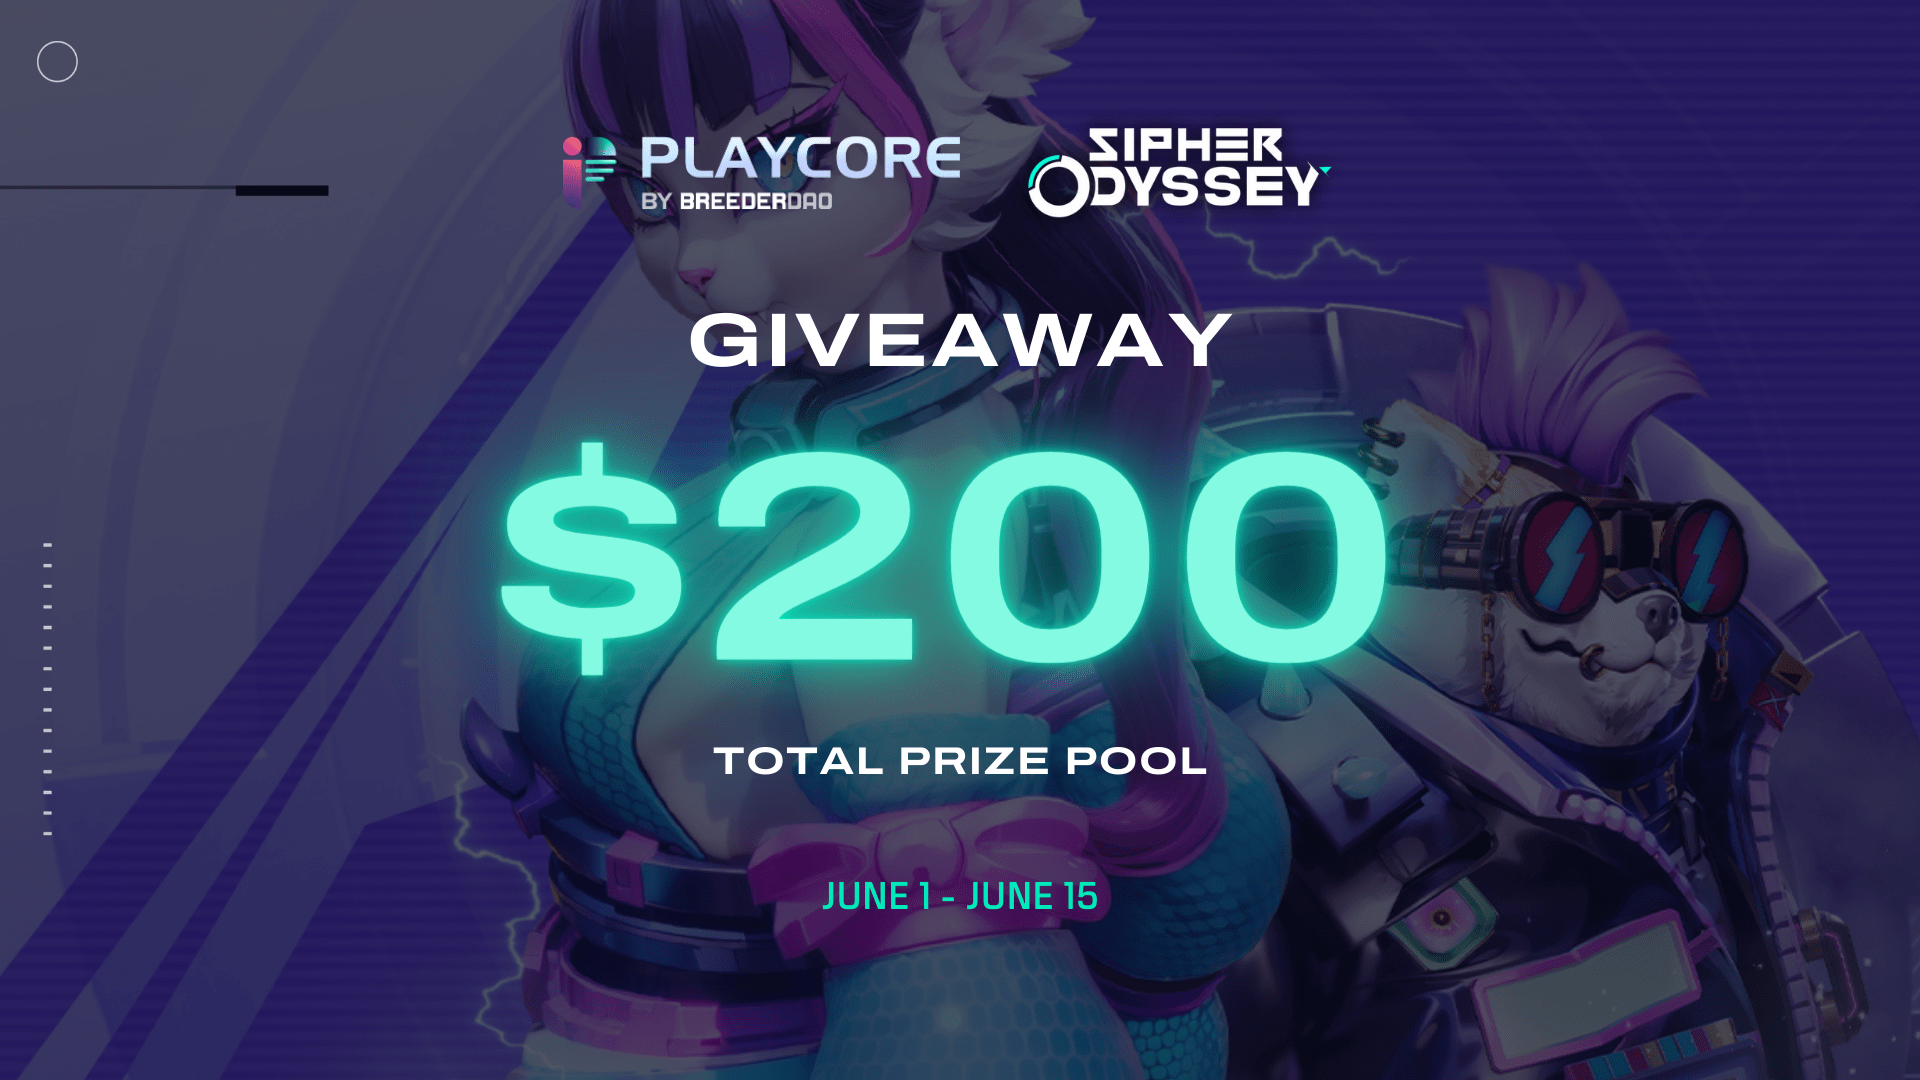 PLAYCORE
BY BREEDERDAO
SIPHER
ODYSSEY
GIVEAWAY
$200
TOTAL PRIZE POOL
JUNE 1 - JUNE 15